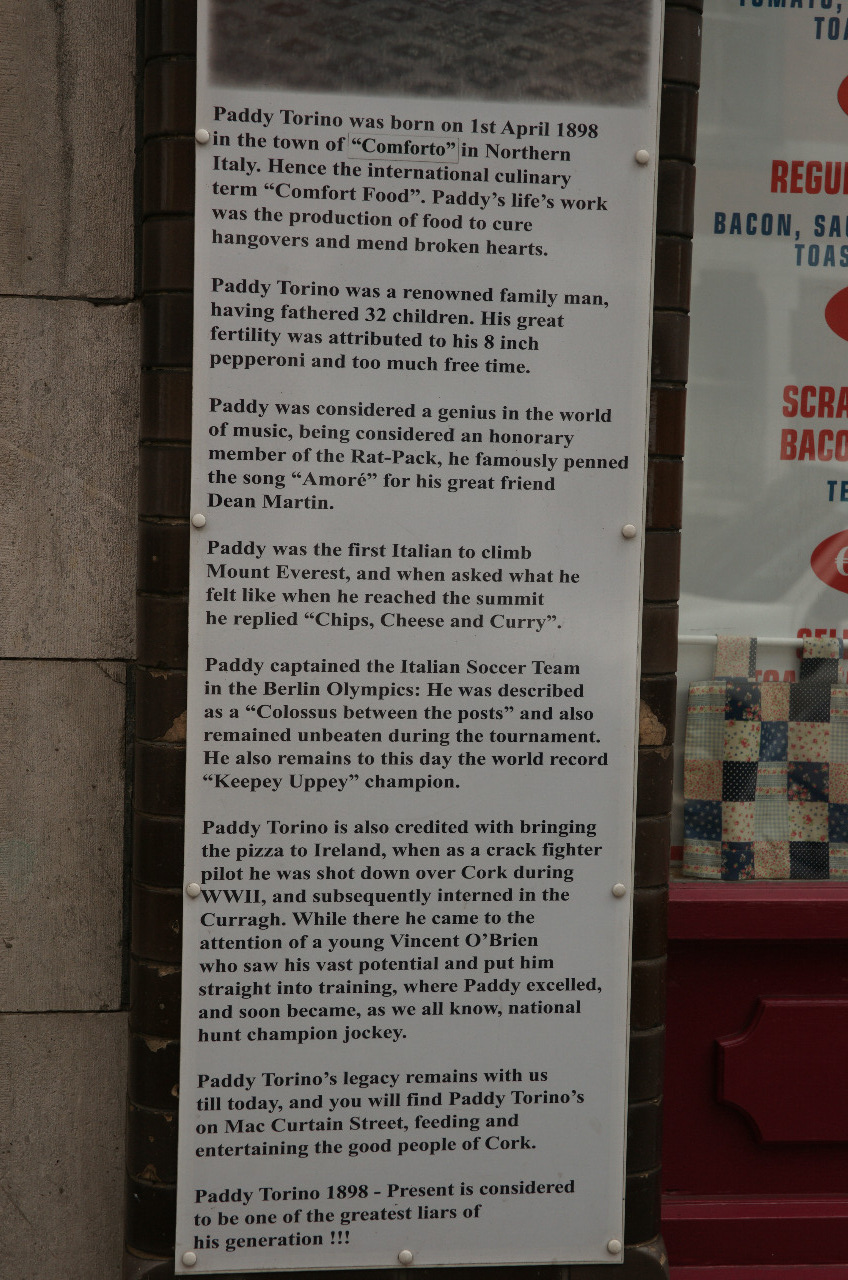 Paddy Torino was born on 1st April 1898
in the town of “Comforto” in Northern
Italy. Hence the international culinary
term “Comfort Food”. Paddy’s life’s work
was the production of food to cure
hangovers and mend broken hearts.
Paddy Torino was a renowned family man,
having fathered 32 children. His great
fertility was attributed to his 8 inch
pepperoni and too much free time.
Paddy was considered a genius in the world
of music, being considered an honorary
member of the Rat-Pack, he famously penned
the song “Amoré” for his great friend
Dean Martin.
Paddy was the first Italian to climb
Mount Everest, and when asked what he
felt like when he reached the summit
he replied “Chips, Cheese and Curry”.
Paddy captained the Italian Soccer Team
in the Berlin Olympics: He was described
as a “Colossus between the posts” and also
remained unbeaten during the tournament.
He also remains to this day the world record
“Keepey Uppey” champion.
Paddy Torino is also credited with bringing
the pizza to Ireland, when as a crack fighter
pilot he was shot down over Cork during
WWII, and subsequently interned in the
Curragh. While there he came to the
attention of a young Vincent O’Brien
who saw his vast potential and put him
straight into training, where Paddy excelled,
and soon became, as we all know, national
hunt champion jockey.
Paddy Torino’s legacy remains with us
till today, and you will find Paddy Torino’s
on Mac Curtain Street, feeding and
entertaining the good people of Cork.
Paddy Torino 1898 - Present is considered
to be one of the greatest liars of
his generation !!!
TOMATO,
BACON,
€